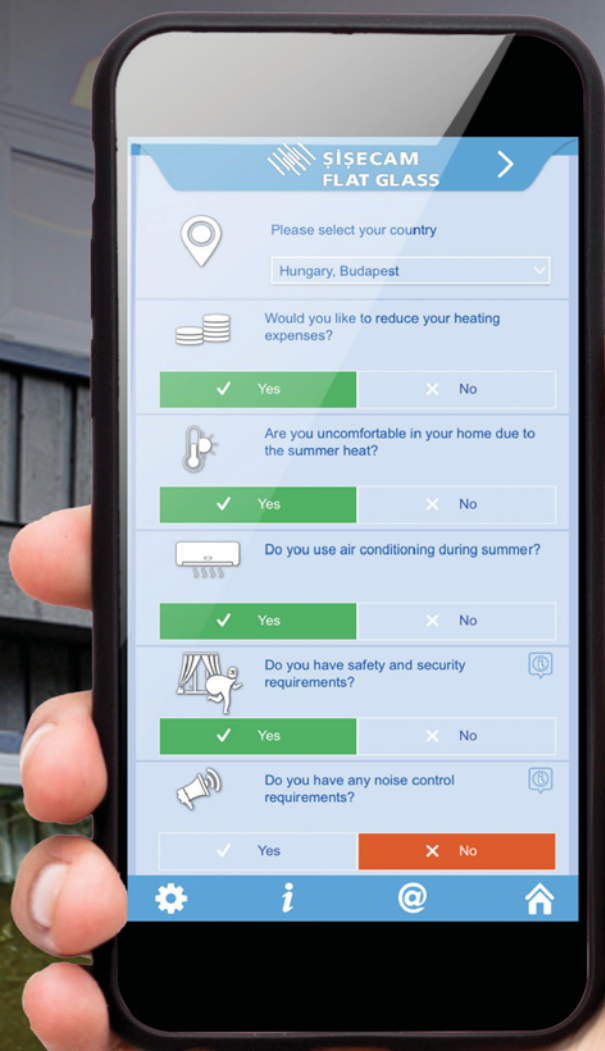 ŞİŞECAM
FLAT GLASS
Please select your country
Hungary, Budapest
Would you like to reduce your heating
expenses?
Yes
No
Are you uncomfortable in your home due to
the summer heat?
Yes
No
Do you use air conditioning during summer?
Yes
No
Do you have safety and security
requirements?
Yes
No
Do you have any noise control
requirements?
Yes
No